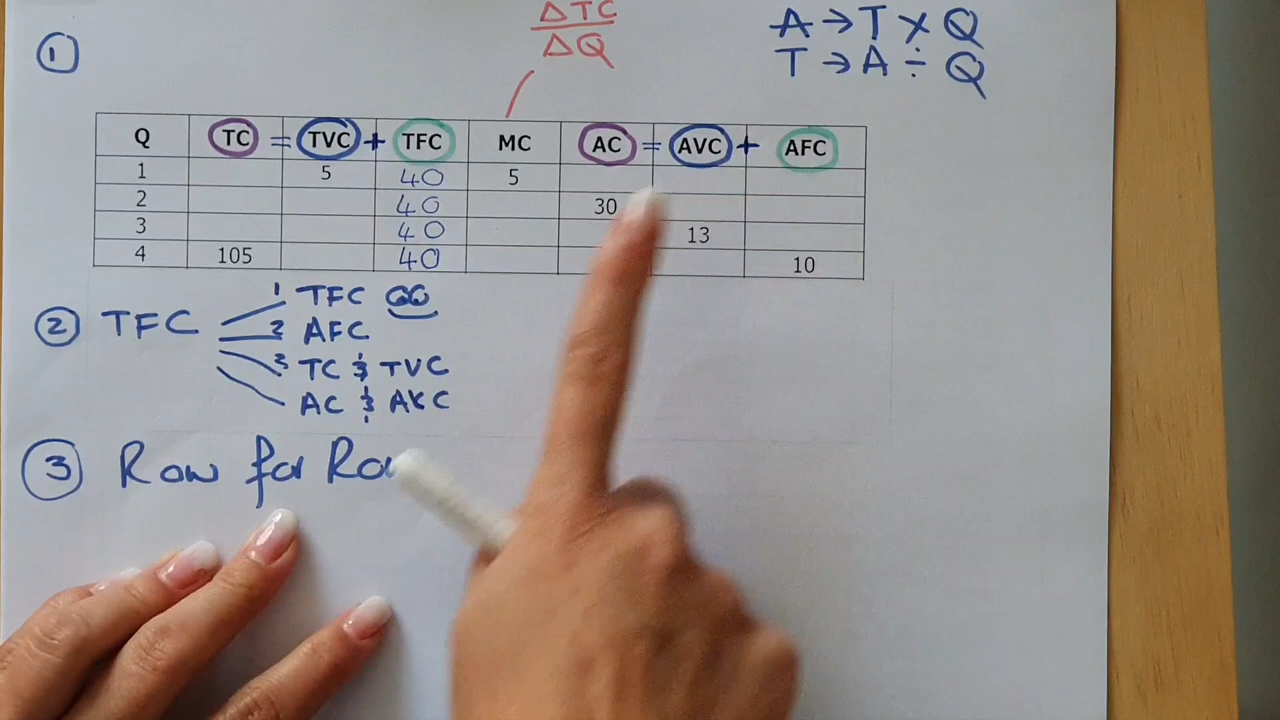 ΔTC
ΔQ
A → T × Q
T → A ÷ Q
1
Q TC = TVC + TFC MC AC = AVC + AFC
1 5 40 5
2 40 30
3 40 13
4 105 40 10
2 TFC
1 TFC
2 AFC
3 TC & TVC
AC & AVC
3 Row for Row